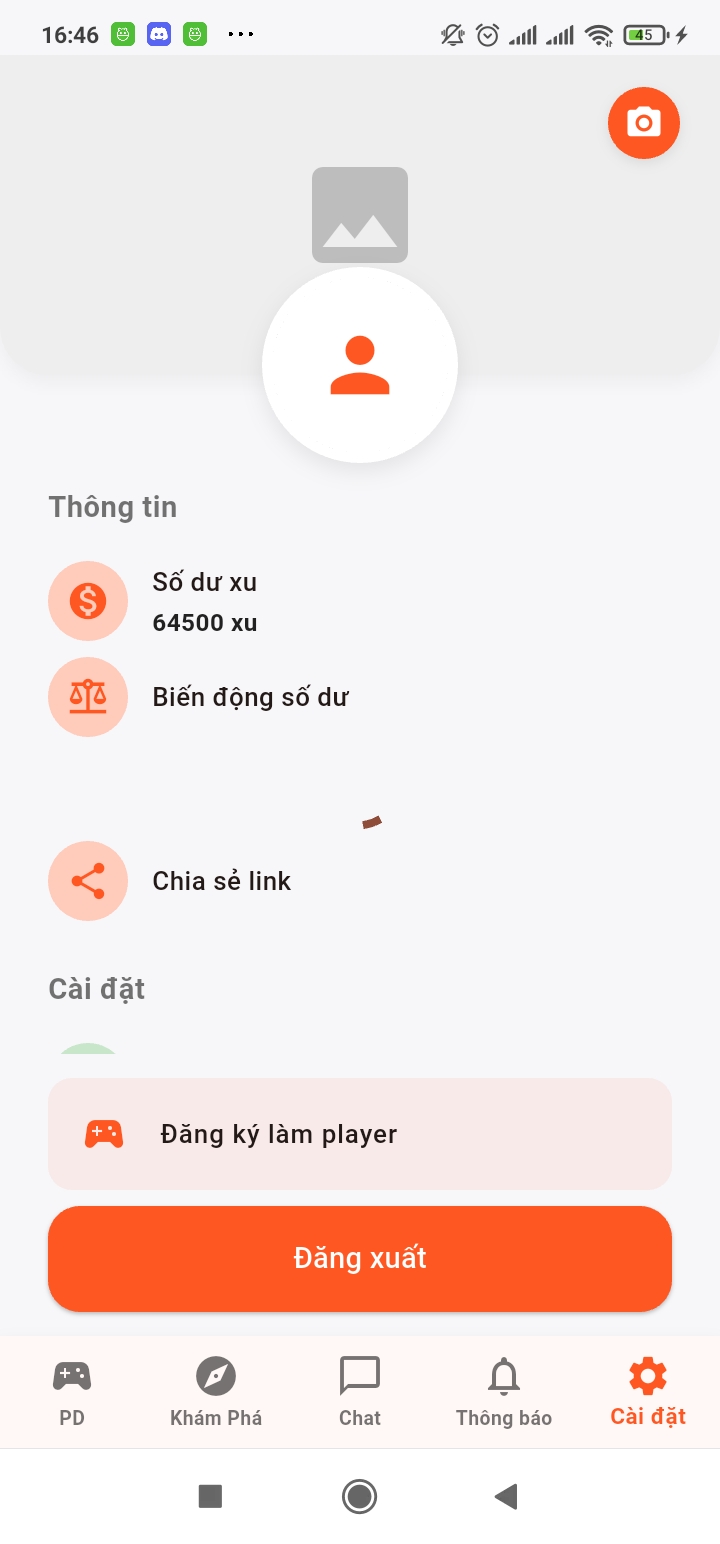 16:46
45
Thông tin
Số dư xu
64500 xu
Biến động số dư
Chia sẻ link
Cài đặt
Đăng ký làm player
Đăng xuất
PD
Khám Phá
Chat
Thông báo
Cài đặt